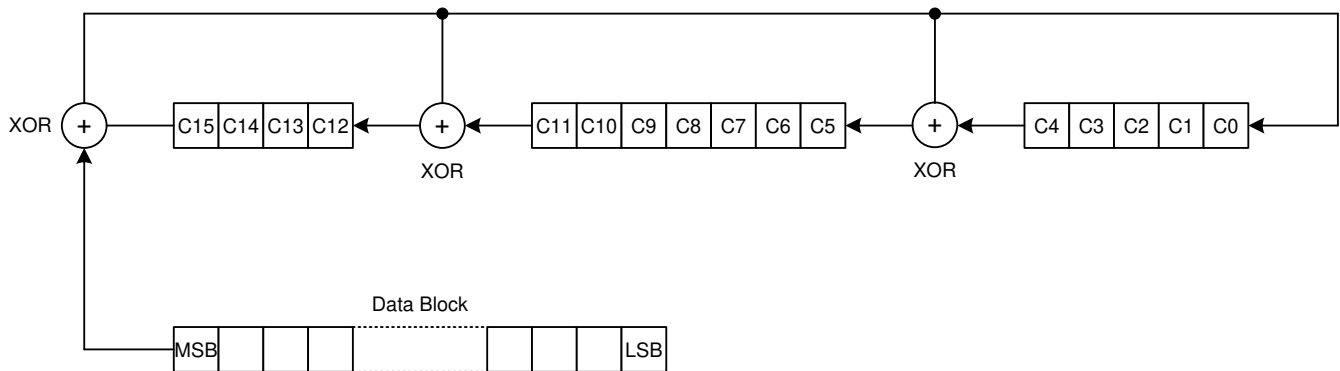 XOR + C15 C14 C13 C12 + C11 C10 C9 C8 C7 C6 C5 + C4 C3 C2 C1 C0
XOR XOR
Data Block
MSB LSB